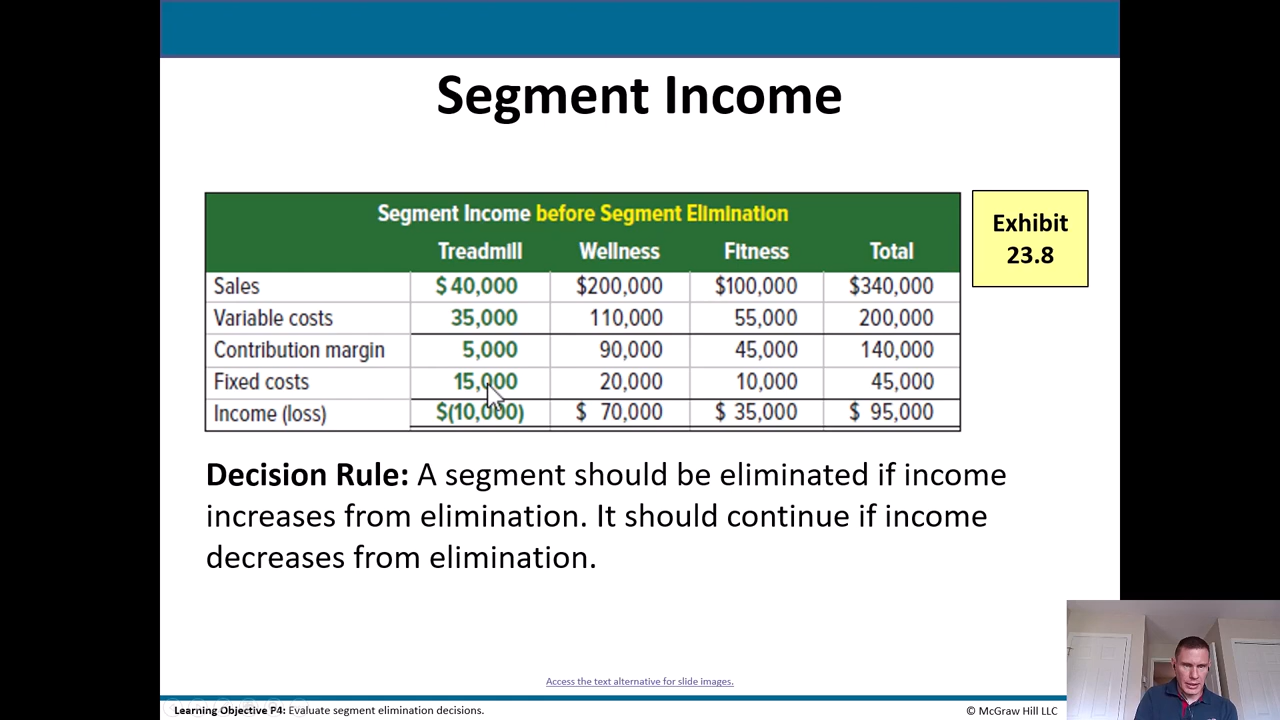 Segment Income
Segment Income before Segment Elimination
Treadmill Wellness Fitness Total
Sales $ 40,000 $200,000 $100,000 $340,000
Variable costs 35,000 110,000 55,000 200,000
Contribution margin 5,000 90,000 45,000 140,000
Fixed costs 15,000 20,000 10,000 45,000
Income (loss) $(10,000) $ 70,000 $ 35,000 $ 95,000
Exhibit
23.8
Decision Rule: A segment should be eliminated if income
increases from elimination. It should continue if income
decreases from elimination.
Access the text alternative for slide images.
Learning Objective P4: Evaluate segment elimination decisions.
© McGraw Hill LLC